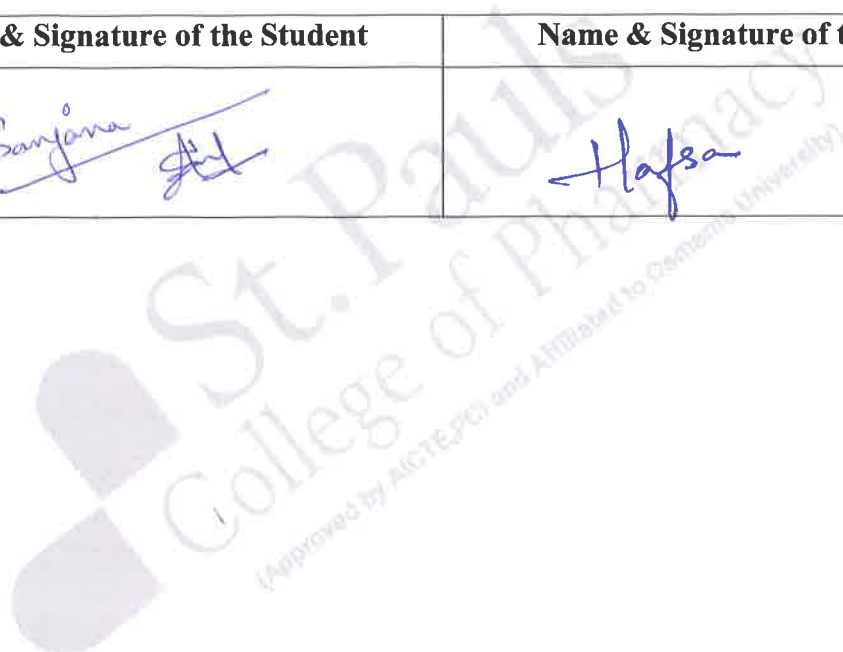 & Signature of the Student
Name & Signature of t
Sanjana
Hafsa
St. Pauls
College of Pharmacy
(Approved by AICTE,PCI and Affiliated to Osmania University)